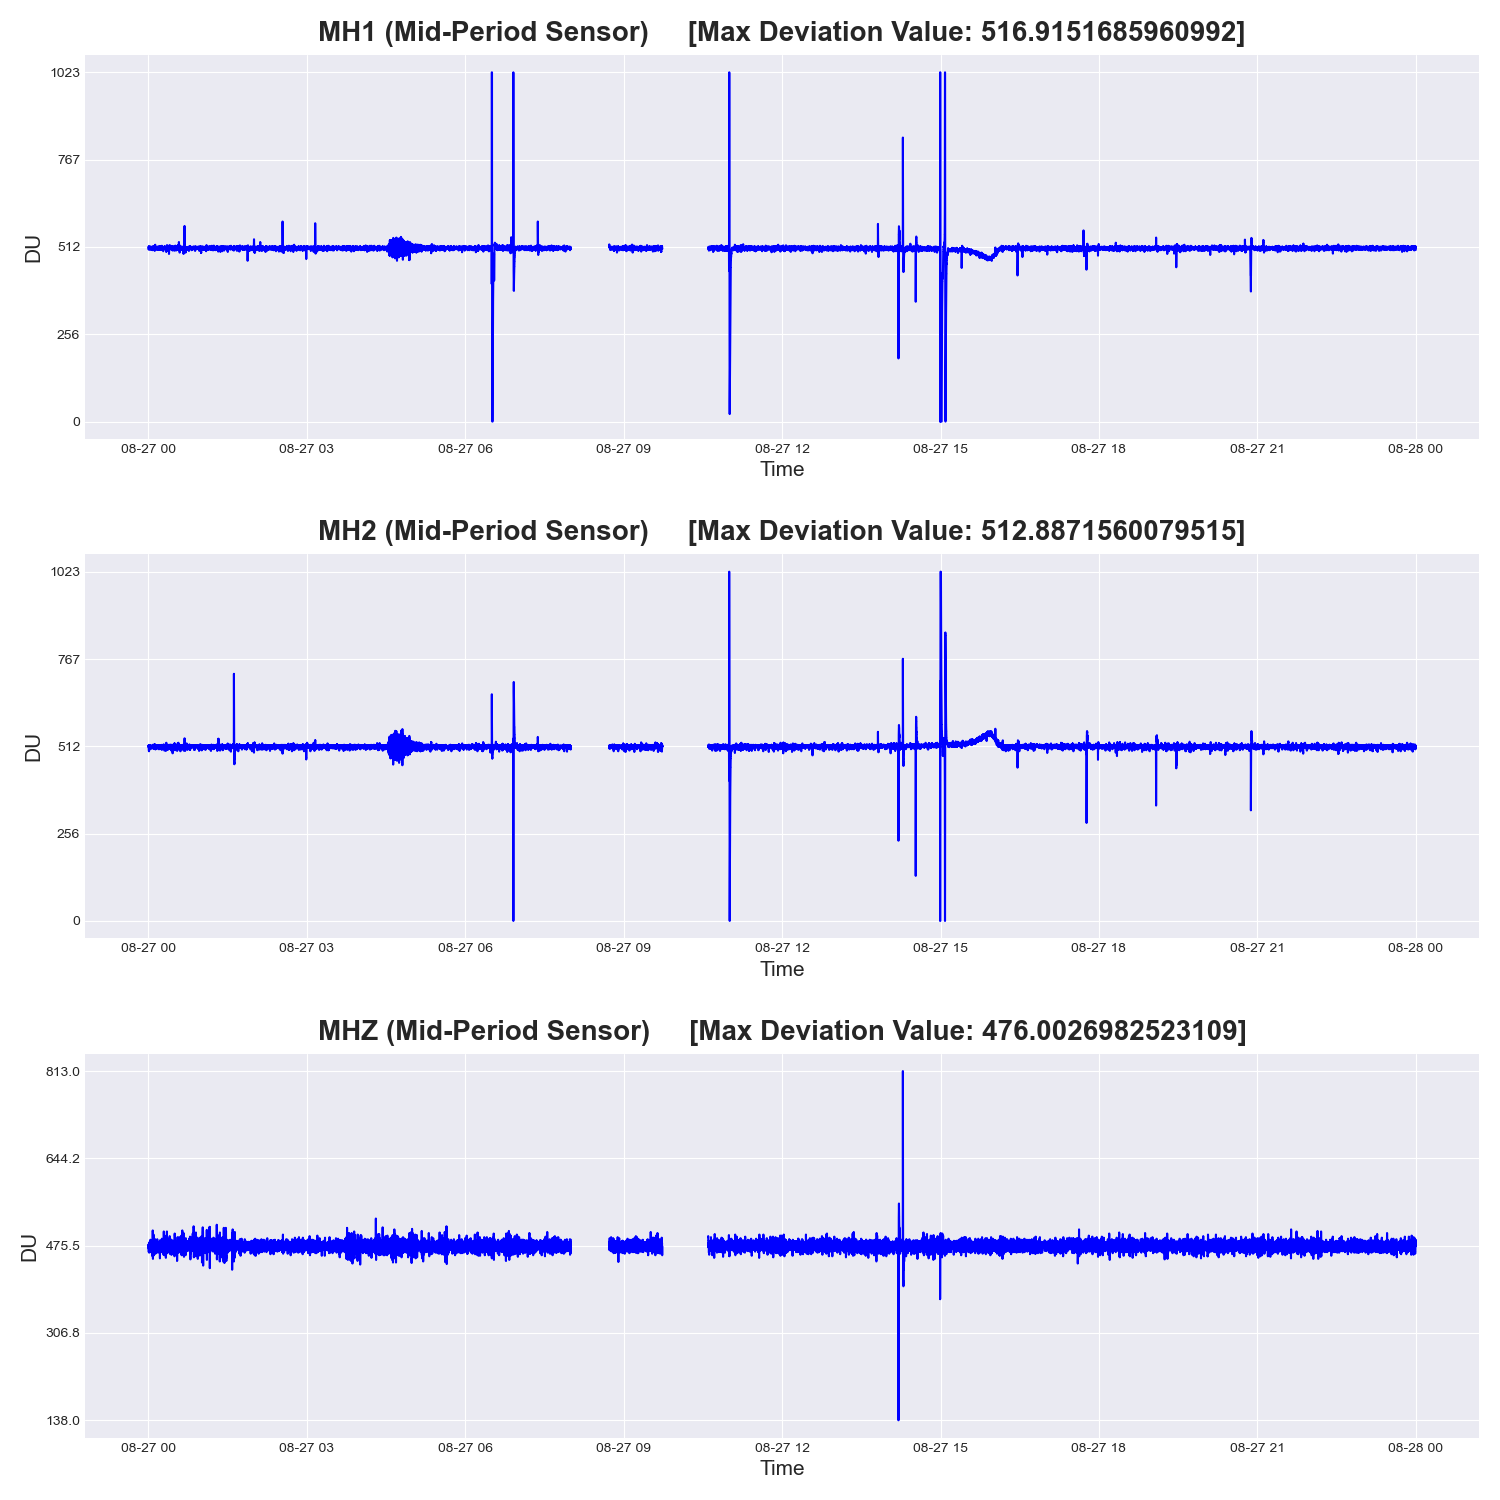 MH1 (Mid-Period Sensor) [Max Deviation Value: 516.9151685960992]
1023
767
512
256
0
DU
08-27 00 08-27 03 08-27 06 08-27 09 08-27 12 08-27 15 08-27 18 08-27 21 08-28 00
Time
MH2 (Mid-Period Sensor) [Max Deviation Value: 512.8871560079515]
1023
767
512
256
0
DU
08-27 00 08-27 03 08-27 06 08-27 09 08-27 12 08-27 15 08-27 18 08-27 21 08-28 00
Time
MHZ (Mid-Period Sensor) [Max Deviation Value: 476.0026982523109]
813.0
644.2
475.5
306.8
138.0
DU
08-27 00 08-27 03 08-27 06 08-27 09 08-27 12 08-27 15 08-27 18 08-27 21 08-28 00
Time